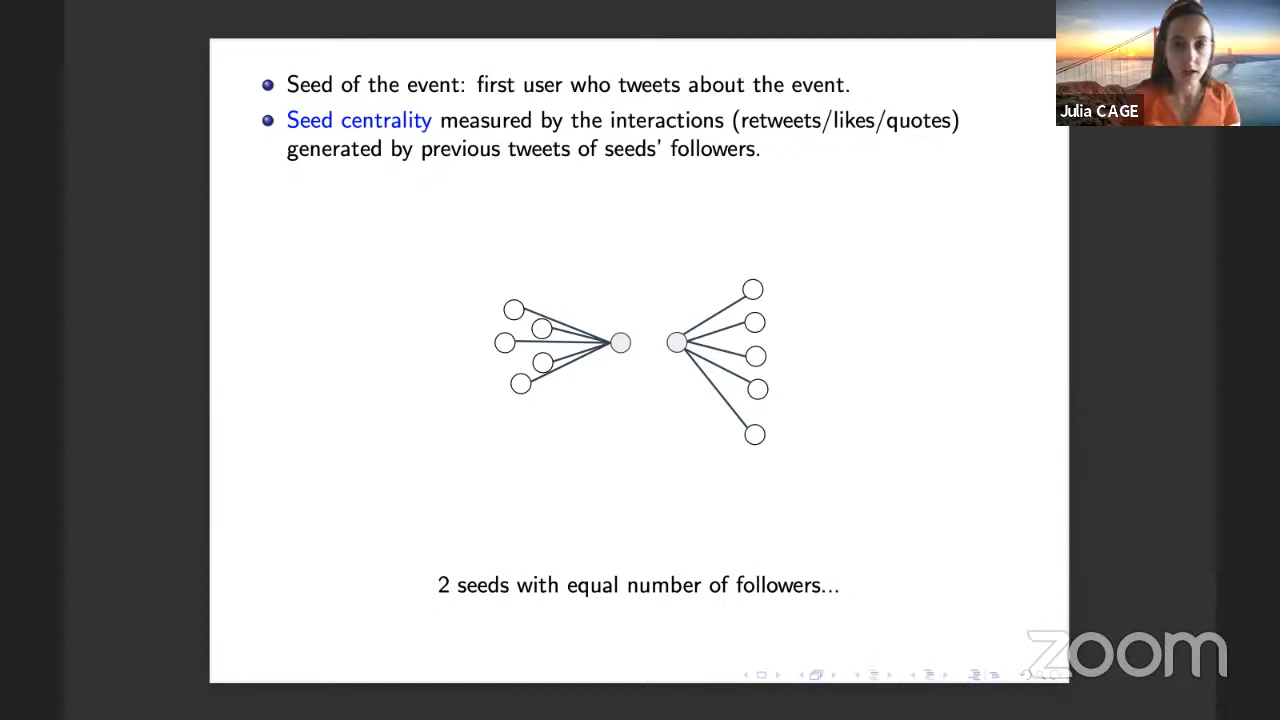 Seed of the event: first user who tweets about the event.
Seed centrality measured by the interactions (retweets/likes/quotes)
generated by previous tweets of seeds' followers.
Julia CAGE
2 seeds with equal number of followers...
zoom